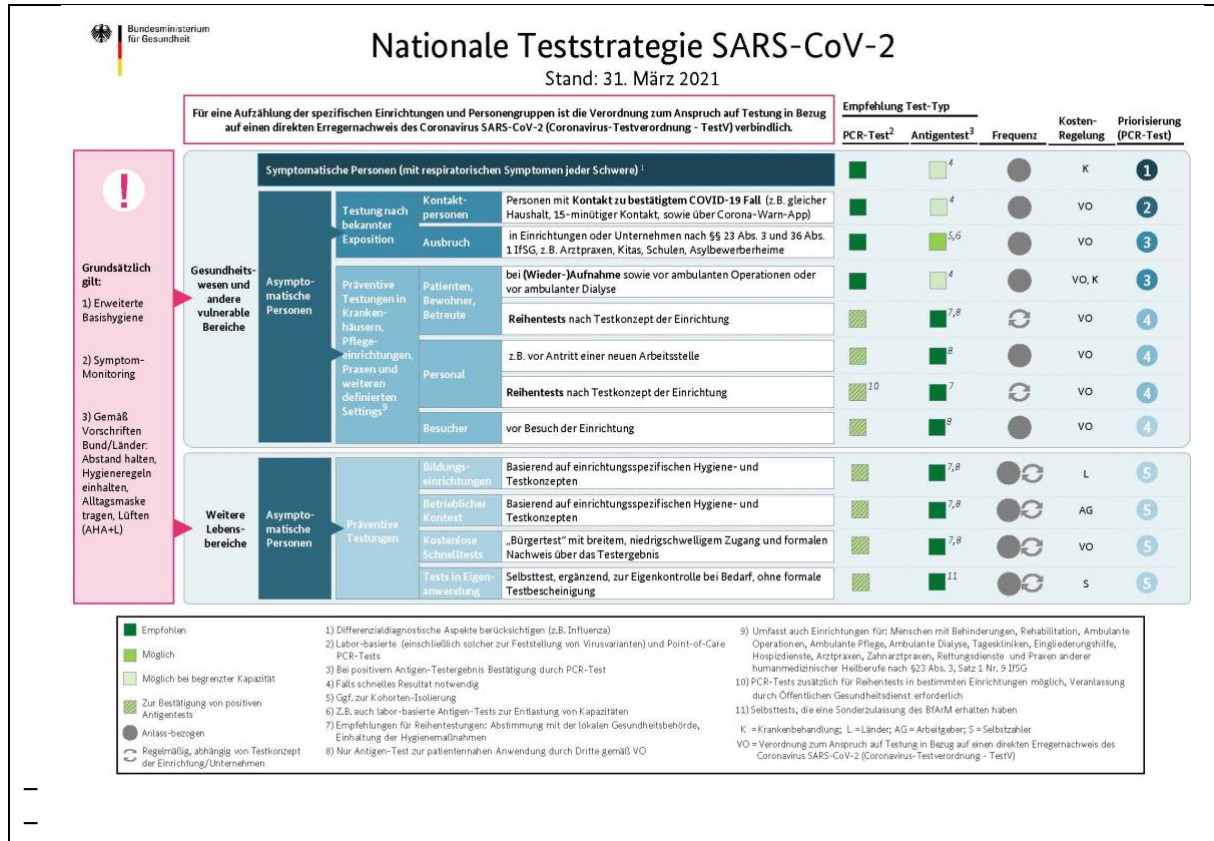 Bundesministerium
für Gesundheit
Nationale Teststrategie SARS-CoV-2
Stand: 31. März 2021
Für eine Aufzählung der spezifischen Einrichtungen und Personengruppen ist die Verordnung zum Anspruch auf Testung in Bezug
auf einen direkten Erregernachweis des Coronavirus SARS-CoV-2 (Coronavirus-Testverordnung - TestV) verbindlich.
Empfehlung Test-Typ
PCR-Test2
Antigentest3
Frequenz
Kosten-
Regelung
Priorisierung
(PCR-Test)
!
Grundsätzlich
gilt:
1) Erweiterte
Basishygiene
2) Symptom-
Monitoring
3) Gemäß
Vorschriften
Bund/Länder:
Abstand halten,
Hygieneregeln
einhalten,
Alltagsmaske
tragen, Lüften
(AHA+L)
Gesundheits-
wesen und
andere
vulnerable
Bereiche
Symptomatische Personen (mit respiratorischen Symptomen jeder Schwere) 1
4
K
1
Asympto-
matische
Personen
Testung nach
bekannter
Exposition
Kontakt-
personen
Personen mit Kontakt zu bestätigtem COVID-19 Fall (z.B. gleicher
Haushalt, 15-minütiger Kontakt, sowie über Corona-Warn-App)
4
VO
2
Ausbruch
in Einrichtungen oder Unternehmen nach §§ 23 Abs. 3 und 36 Abs.
1 IfSG, z.B. Arztpraxen, Kitas, Schulen, Asylbewerberheime
5,6
VO
3
Präventive
Testungen in
Kranken-
häusern,
Pflege-
einrichtungen,
Praxen und
weiteren
definierten
Settings9
Patienten,
Bewohner,
Betreute
bei (Wieder-)Aufnahme sowie vor ambulanten Operationen oder
vor ambulanter Dialyse
4
VO, K
3
Reihentests nach Testkonzept der Einrichtung
7,8
VO
4
Personal
z.B. vor Antritt einer neuen Arbeitsstelle
8
VO
4
Reihentests nach Testkonzept der Einrichtung
10
7
VO
4
Besucher
vor Besuch der Einrichtung
8
VO
4
Weitere
Lebens-
bereiche
Asympto-
matische
Personen
Präventive
Testungen
Bildungs-
einrichtungen
Basierend auf einrichtungsspezifischen Hygiene- und
Testkonzepten
7,8
L
5
Betrieblicher
Kontext
Basierend auf einrichtungsspezifischen Hygiene- und
Testkonzepten
7,8
AG
5
Kostenlose
Schnelltests
„Bürgertest“ mit breitem, niedrigschwelligem Zugang und formalen
Nachweis über das Testergebnis
7,8
VO
5
Tests in Eigen-
anwendung
Selbsttest, ergänzend, zur Eigenkontrolle bei Bedarf, ohne formale
Testbescheinigung
11
S
5
Empfohlen
Möglich
Möglich bei begrenzter Kapazität
Zur Bestätigung von positiven
Antigentests
Anlass-bezogen
Regelmäßig, abhängig von Testkonzept
der Einrichtung/Unternehmen
1) Differenzialdiagnostische Aspekte berücksichtigen (z.B. Influenza)
2) Labor-basierte (einschließlich solcher zur Feststellung von Virusvarianten) und Point-of-Care
PCR-Tests
3) Bei positivem Antigen-Testergebnis Bestätigung durch PCR-Test
4) Falls schnelles Resultat notwendig
5) Ggf. zur Kohorten-Isolierung
6) Z.B. auch labor-basierte Antigen-Tests zur Entlastung von Kapazitäten
7) Empfehlungen für Reihentestungen: Abstimmung mit der lokalen Gesundheitsbehörde,
Einhaltung der Hygienemaßnahmen
8) Nur Antigen-Test zur patientennahen Anwendung durch Dritte gemäß VO
9) Umfasst auch Einrichtungen für: Menschen mit Behinderungen, Rehabilitation, Ambulante
Operationen, Ambulante Pflege, Ambulante Dialyse, Tageskliniken, Eingliederungshilfe,
Hospizdienste, Arztpraxen, Zahnarztpraxen, Rettungsdienste und Praxen anderer
humanmedizinischer Heilberufe nach §23 Abs. 3, Satz 1 Nr. 9 IfSG
10) PCR-Tests zusätzlich für Reihentests in bestimmten Einrichtungen möglich, Veranlassung
durch Öffentlichen Gesundheitsdienst erforderlich
11) Selbsttests, die eine Sonderzulassung des BfArM erhalten haben
K = Krankenbehandlung; L = Länder; AG = Arbeitgeber; S = Selbstzahler
VO = Verordnung zum Anspruch auf Testung in Bezug auf einen direkten Erregernachweis des
Coronavirus SARS-CoV-2 (Coronavirus-Testverordnung - TestV)
–
–